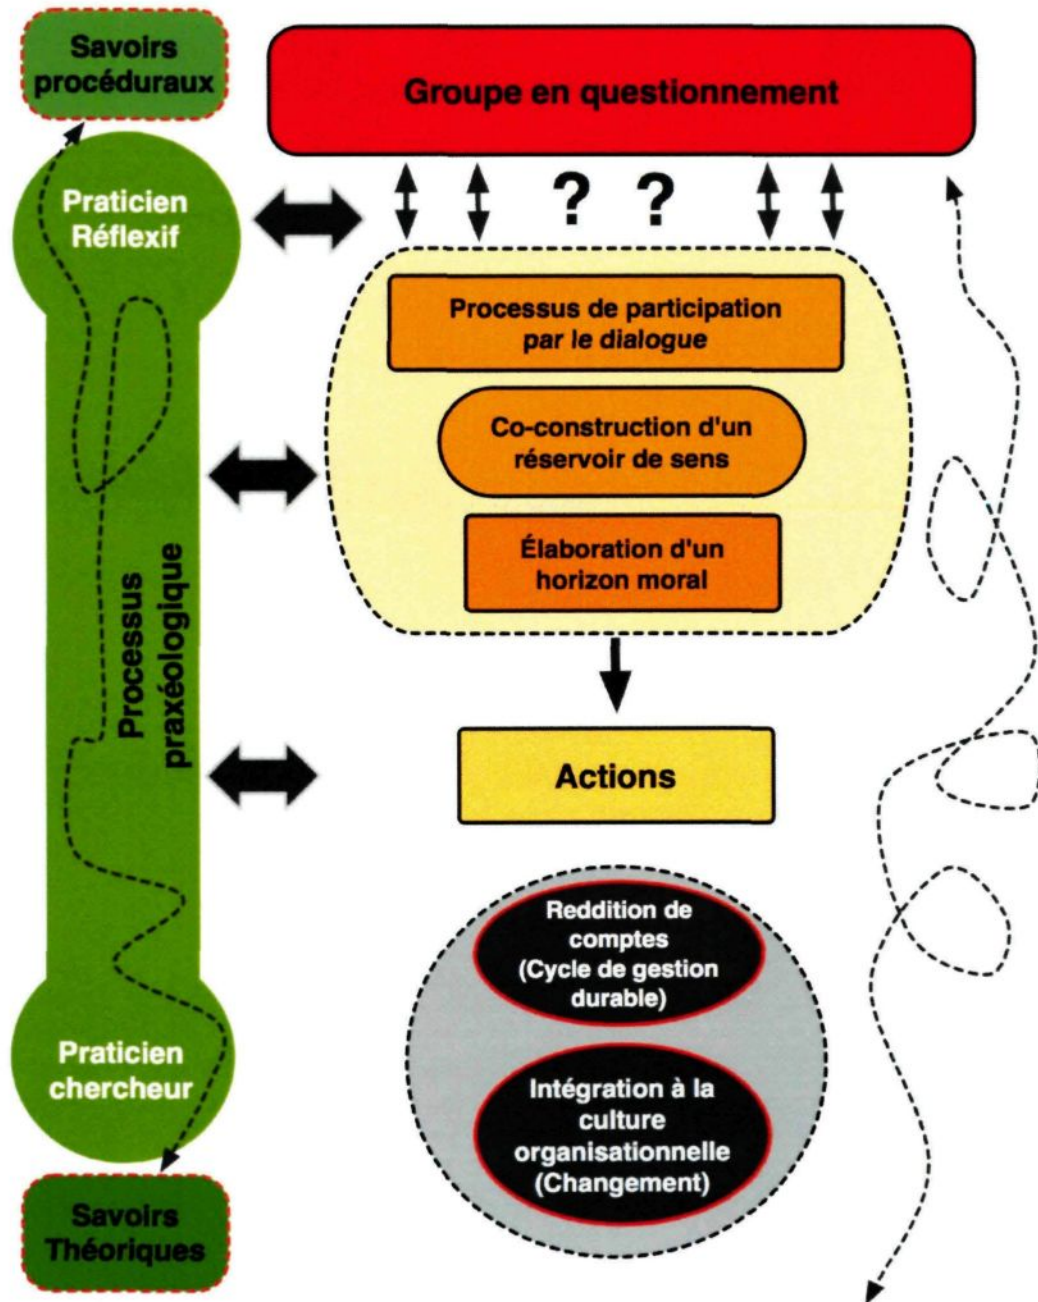 Savoirs
procéduraux
Groupe en questionnement
Praticien
Réflexif
? ?
Processus de participation
par le dialogue
Co-construction d'un
réservoir de sens
Élaboration d'un
horizon moral
Processus
praxéologique
Actions
Reddition de
comptes
(Cycle de gestion
durable)
Intégration à la
culture
organisationnelle
(Changement)
Praticien
chercheur
Savoirs
Théoriques